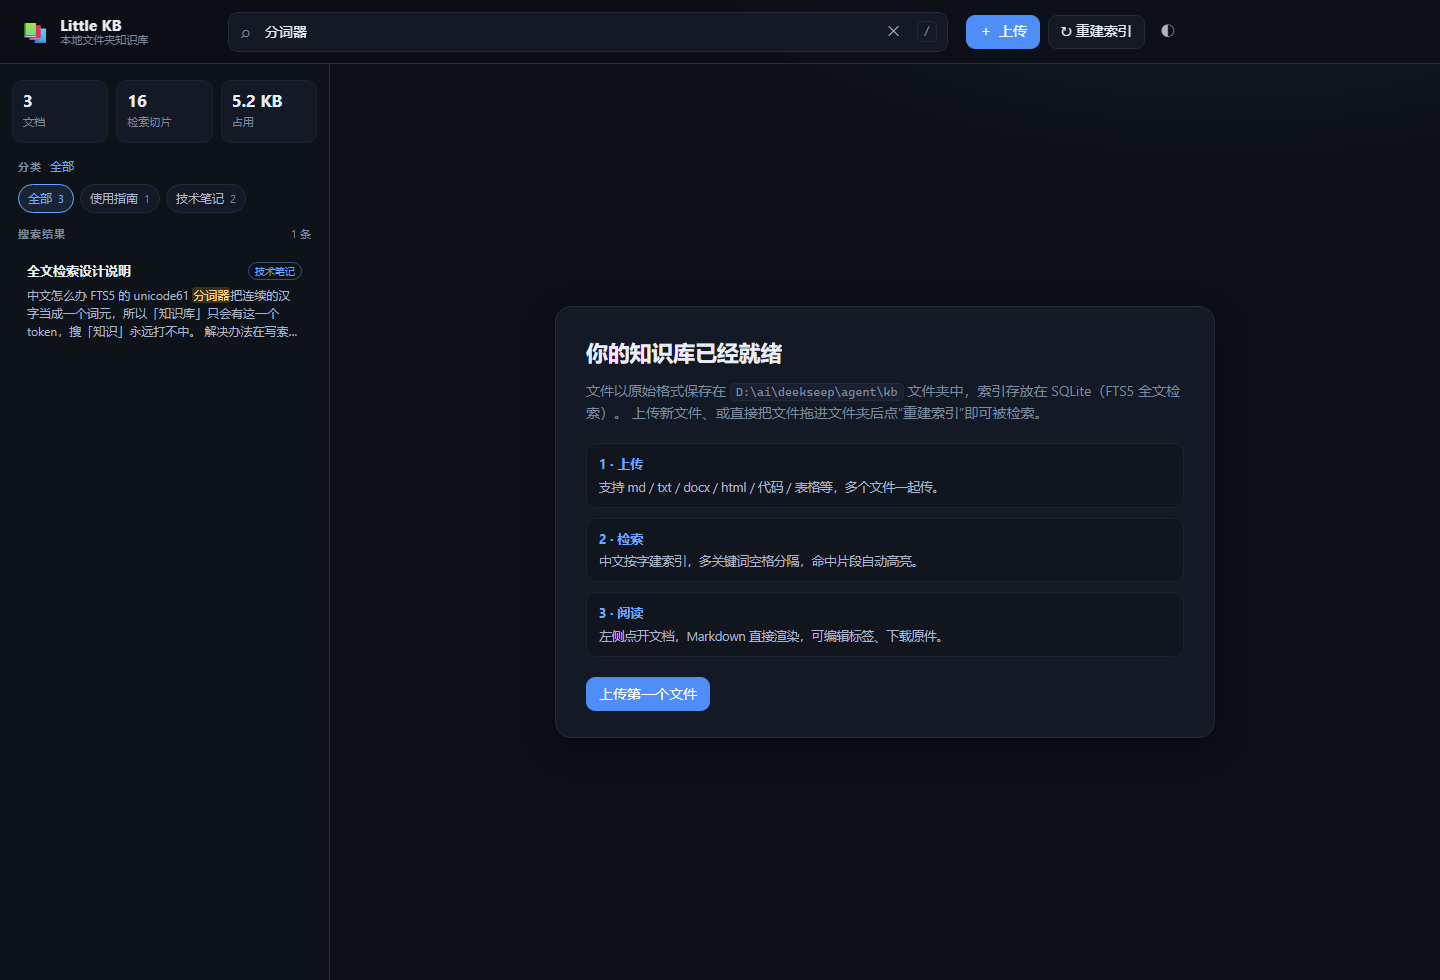 Little KB
本地文件夹知识库
分词器
/
+ 上传
↻ 重建索引
3
文档
16
检索切片
5.2 KB
占用
分类 全部
全部 3
使用指南 1
技术笔记 2
搜索结果
1 条
全文检索设计说明
技术笔记
中文怎么办 FTS5 的 unicode61 分词器把连续的汉
字当成一个词元，所以「知识库」只会有这一个
token，搜「知识」永远打不中。 解决办法在写索...
你的知识库已经就绪
文件以原始格式保存在 D:\ai\deekseep\agent\kb 文件夹中，索引存放在 SQLite（FTS5 全文检
索）。 上传新文件、或直接把文件拖进文件夹后点“重建索引”即可被检索。
1 · 上传
支持 md / txt / docx / html / 代码 / 表格等，多个文件一起传。
2 · 检索
中文按字建索引，多关键词空格分隔，命中片段自动高亮。
3 · 阅读
左侧点开文档，Markdown 直接渲染，可编辑标签、下载原件。
上传第一个文件